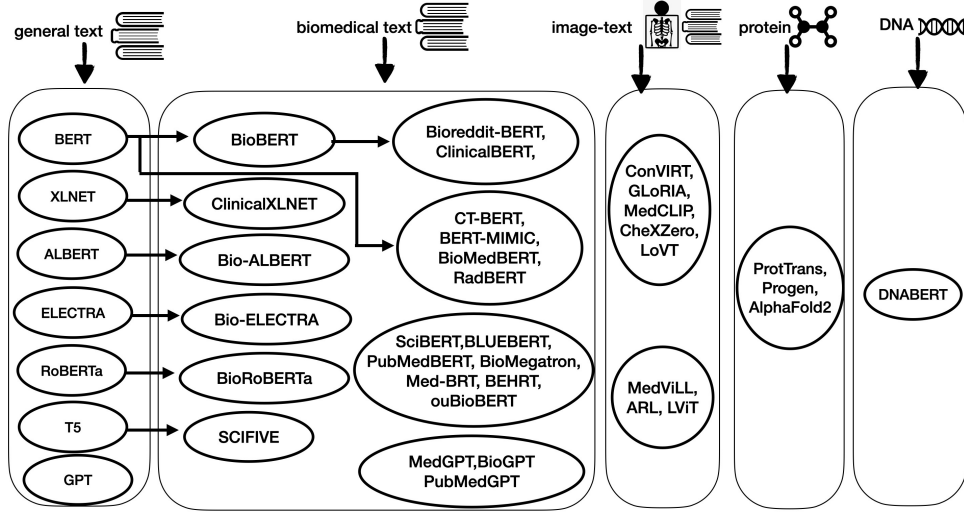 general text
biomedical text
image-text
protein
DNA
BERT
XLNET
ALBERT
ELECTRA
RoBERTa
T5
GPT
BioBERT
ClinicalXLNET
Bio-ALBERT
Bio-ELECTRA
BioRoBERTa
SCIFIVE
Bioreddit-BERT,
ClinicalBERT,
CT-BERT,
BERT-MIMIC,
BioMedBERT,
RadBERT
SciBERT,BLUEBERT,
PubMedBERT, BioMegatron,
Med-BRT, BEHRT,
ouBioBERT
MedGPT,BioGPT
PubMedGPT
ConVIRT,
GLoRIA,
MedCLIP,
CheXZero,
LoVT
MedViLL,
ARL, LViT
ProtTrans,
Progen,
AlphaFold2
DNABERT